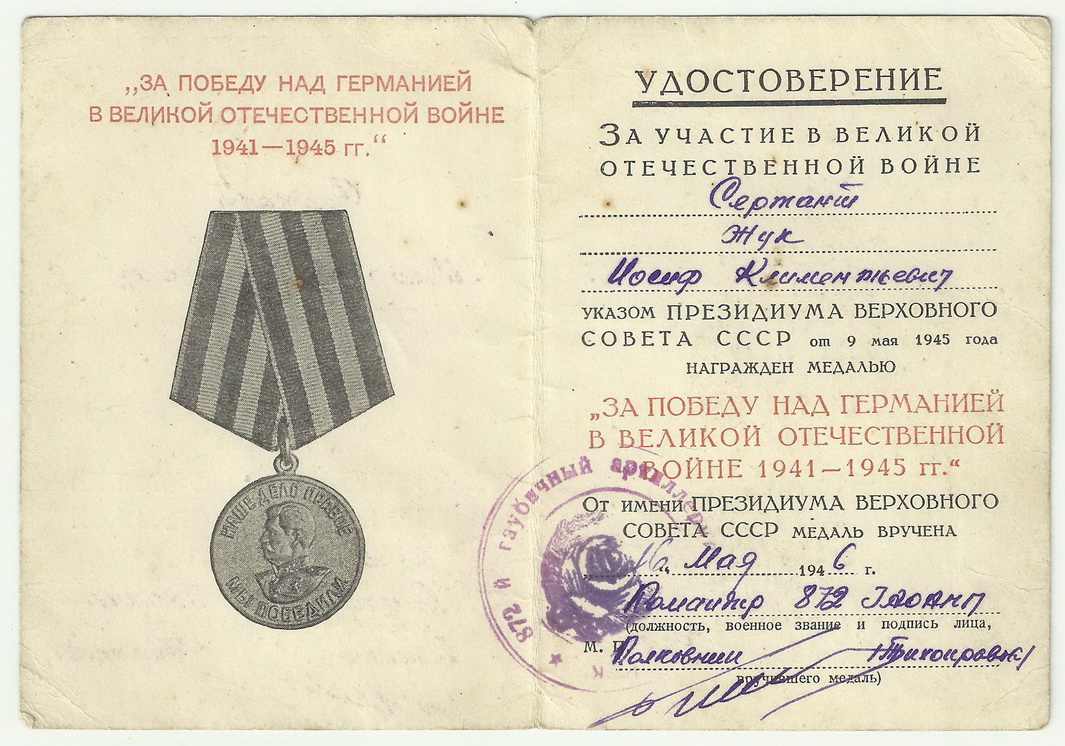 „ЗА ПОБЕДУ НАД ГЕРМАНИЕЙ
В ВЕЛИКОЙ ОТЕЧЕСТВЕННОЙ ВОЙНЕ
1941—1945 гг.“
НАШЕ ДЕЛО ПРАВОЕ
МЫ ПОБЕДИЛИ
УДОСТОВЕРЕНИЕ
ЗА УЧАСТИЕ В ВЕЛИКОЙ
ОТЕЧЕСТВЕННОЙ ВОЙНЕ
Сержант
Жук
Иосиф Климентьевич
УКАЗОМ ПРЕЗИДИУМА ВЕРХОВНОГО
СОВЕТА СССР от 9 мая 1945 года
НАГРАЖДЕН МЕДАЛЬЮ
„ЗА ПОБЕДУ НАД ГЕРМАНИЕЙ
В ВЕЛИКОЙ ОТЕЧЕСТВЕННОЙ
ВОЙНЕ 1941—1945 гг.“
От имени ПРЕЗИДИУМА ВЕРХОВНОГО
СОВЕТА СССР МЕДАЛЬ ВРУЧЕНА
16 Мая 1946 г.
Командир 872
(должность, военное звание и подпись лица,
М. П. Полковник
вручившего медаль)
872 й гаубичный